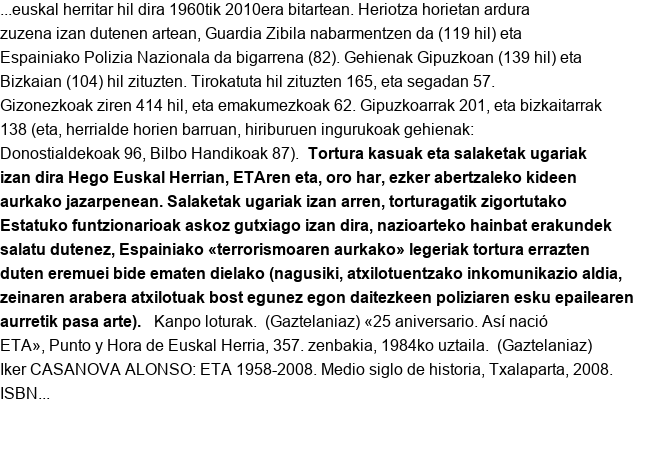 ...euskal herritar hil dira 1960tik 2010era bitartean. Heriotza horietan ardura
zuzena izan dutenen artean, Guardia Zibila nabarmentzen da (119 hil) eta
Espainiako Polizia Nazionala da bigarrena (82). Gehienak Gipuzkoan (139 hil) eta
Bizkaian (104) hil zituzten. Tirokatuta hil zituzten 165, eta segadan 57.
Gizonezkoak ziren 414 hil, eta emakumezkoak 62. Gipuzkoarrak 201, eta bizkaitarrak
138 (eta, herrialde horien barruan, hiriburuen ingurukoak gehienak:
Donostialdekoak 96, Bilbo Handikoak 87). Tortura kasuak eta salaketak ugariak
izan dira Hego Euskal Herrian, ETAren eta, oro har, ezker abertzaleko kideen
aurkako jazarpenean. Salaketak ugariak izan arren, torturagatik zigortutako
Estatuko funtzionarioak askoz gutxiago izan dira, nazioarteko hainbat erakundek
salatu dutenez, Espainiako «terrorismoaren aurkako» legeriak tortura errazten
duten eremuei bide ematen dielako (nagusiki, atxilotuentzako inkomunikazio aldia,
zeinaren arabera atxilotuak bost egunez egon daitezkeen poliziaren esku epailearen
aurretik pasa arte). Kanpo loturak. (Gaztelaniaz) «25 aniversario. Así nació
ETA», Punto y Hora de Euskal Herria, 357. zenbakia, 1984ko uztaila. (Gaztelaniaz)
Iker CASANOVA ALONSO: ETA 1958-2008. Medio siglo de historia, Txalaparta, 2008.
ISBN...